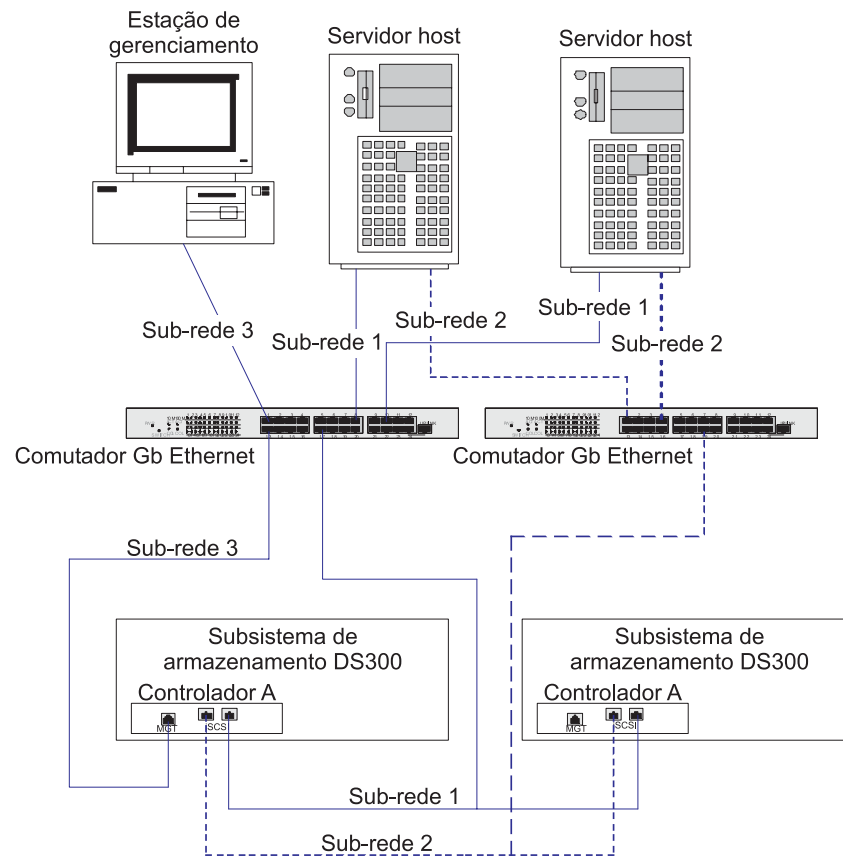 Estação de
gerenciamento
Servidor host
Servidor host
Sub-rede 3
Sub-rede 1
Sub-rede 2
Sub-rede 1
Sub-rede 2
Comutador Gb Ethernet
Comutador Gb Ethernet
Sub-rede 3
Subsistema de
armazenamento DS300
Controlador A
MGT
SCSI
Subsistema de
armazenamento DS300
Controlador A
MGT
SCSI
Sub-rede 1
Sub-rede 2